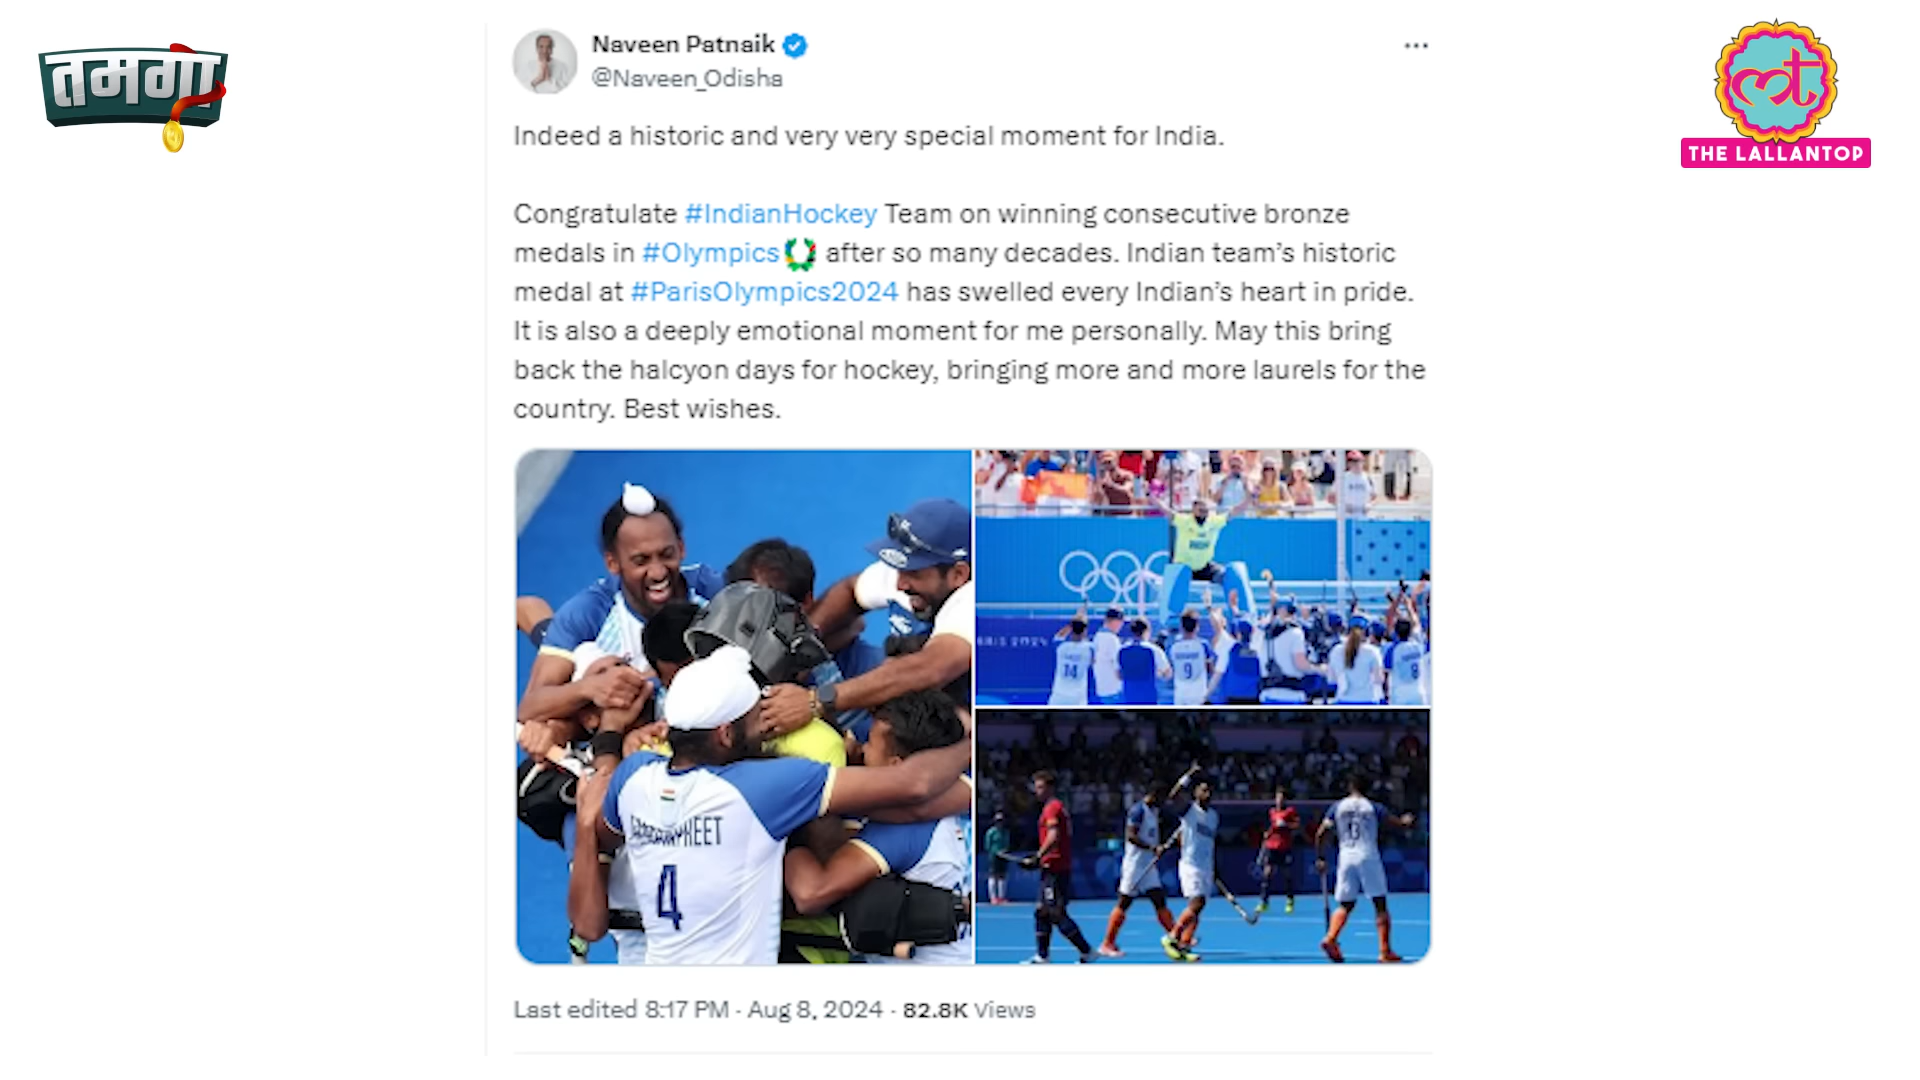 तमगा
Naveen Patnaik
@Naveen_Odisha
THE LALLANTOP
Indeed a historic and very very special moment for India.
Congratulate #IndianHockey Team on winning consecutive bronze
medals in #Olympics after so many decades. Indian team's historic
medal at #ParisOlympics2024 has swelled every Indian's heart in pride.
It is also a deeply emotional moment for me personally. May this bring
back the halcyon days for hockey, bringing more and more laurels for the
country. Best wishes.
4
14
9
8
Last edited 8:17 PM · Aug 8, 2024 · 82.8K Views